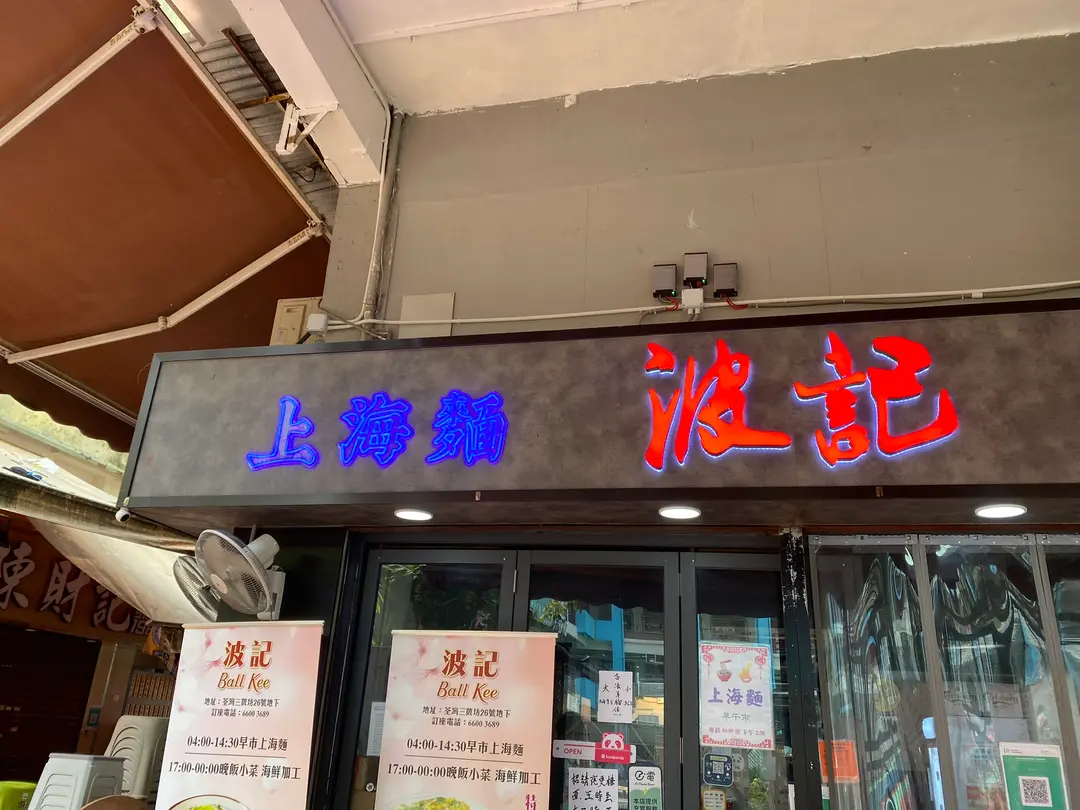 上海麵 波記
陳財記
波記
Ball Kee
地址：荃灣三陂坊26號地下
訂座電話：6600 3689
04:00-14:30早市上海麵
17:00-00:00晚飯小菜 海鮮加工
特
波記
Ball Kee
地址：荃灣三陂坊26號地下
訂座電話：6600 3689
04:00-14:30早市上海麵
17:00-00:00晚飯小菜 海鮮加工
OPEN
foodpanda
上海麵
早午市